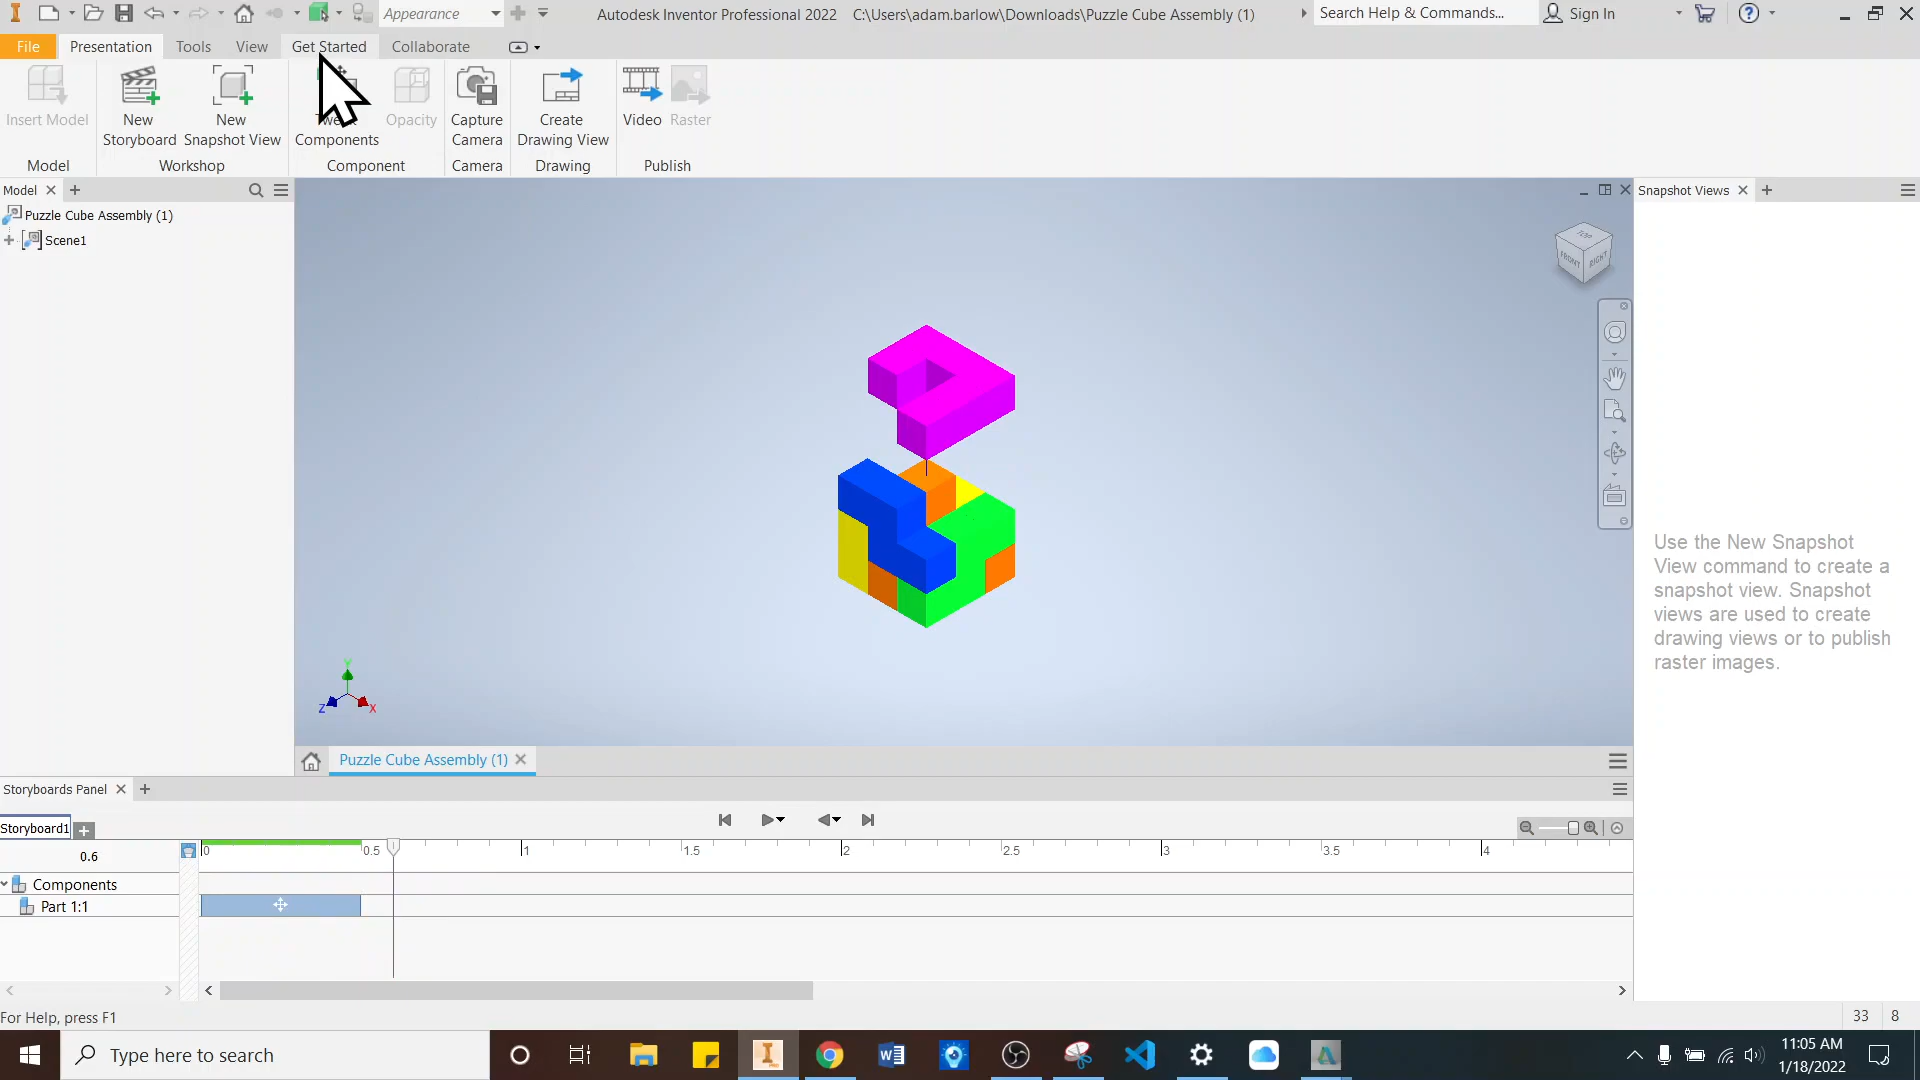 Appearance
Autodesk Inventor Professional 2022 C:\Users\adam.barlow\Downloads\Puzzle Cube Assembly (1)
Search Help & Commands...
Sign In
File Presentation Tools View Get Started Collaborate
Insert Model
New Storyboard
New Snapshot View
Components
Opacity
Capture Camera
Create Drawing View
Video
Raster
Model Workshop Component Camera Drawing Publish
Model
Puzzle Cube Assembly (1)
Scene1
TOP
FRONT RIGHT
Snapshot Views
Use the New Snapshot
View command to create a
snapshot view. Snapshot
views are used to create
drawing views or to publish
raster images.
Y
Z X
Puzzle Cube Assembly (1)
Storyboards Panel
Storyboard1
0.6
0 0.5 1 1.5 2 2.5 3 3.5 4
Components
Part 1:1
For Help, press F1
33 8
Type here to search
11:05 AM
1/18/2022